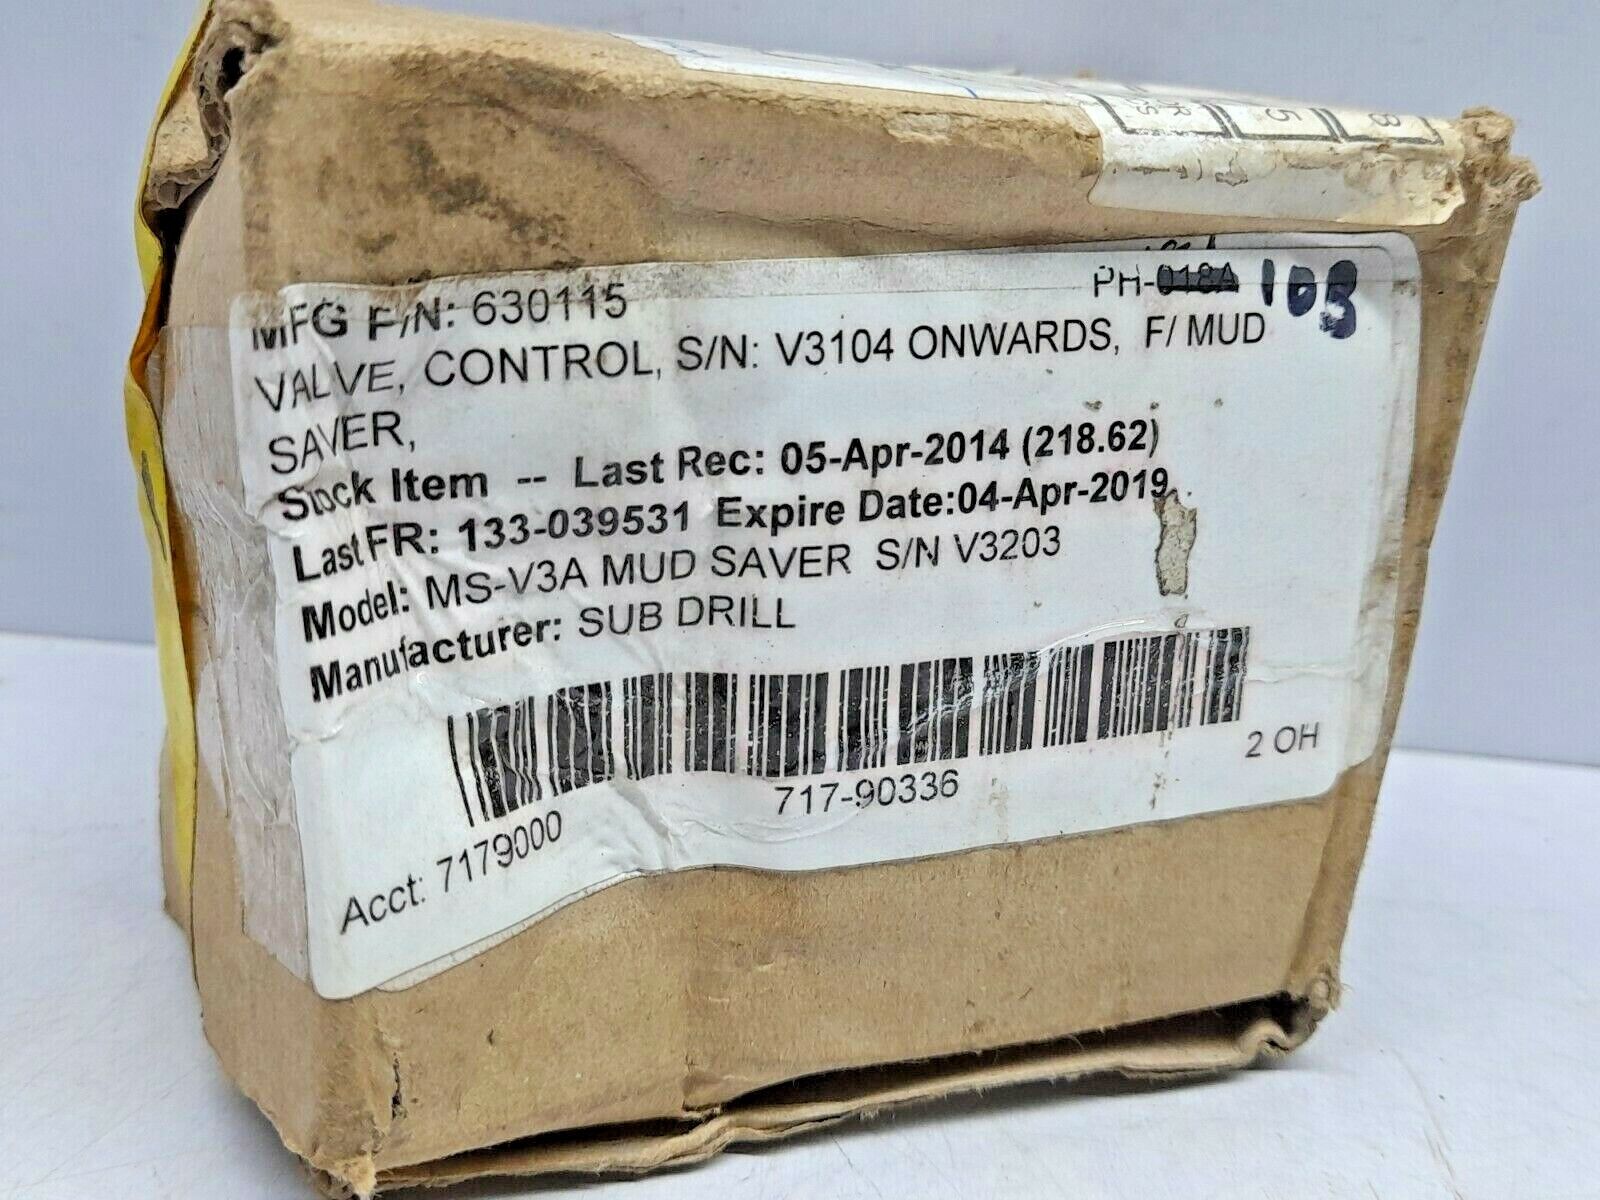 PH-018A 103
MFG P/N: 630115
VALVE, CONTROL, S/N: V3104 ONWARDS, F/ MUD
SAVER,
Stock Item -- Last Rec: 05-Apr-2014 (218.62)
Last FR: 133-039531 Expire Date:04-Apr-2019
Model: MS-V3A MUD SAVER S/N V3203
Manufacturer: SUB DRILL
717-90336
2 OH
Acct: 7179000